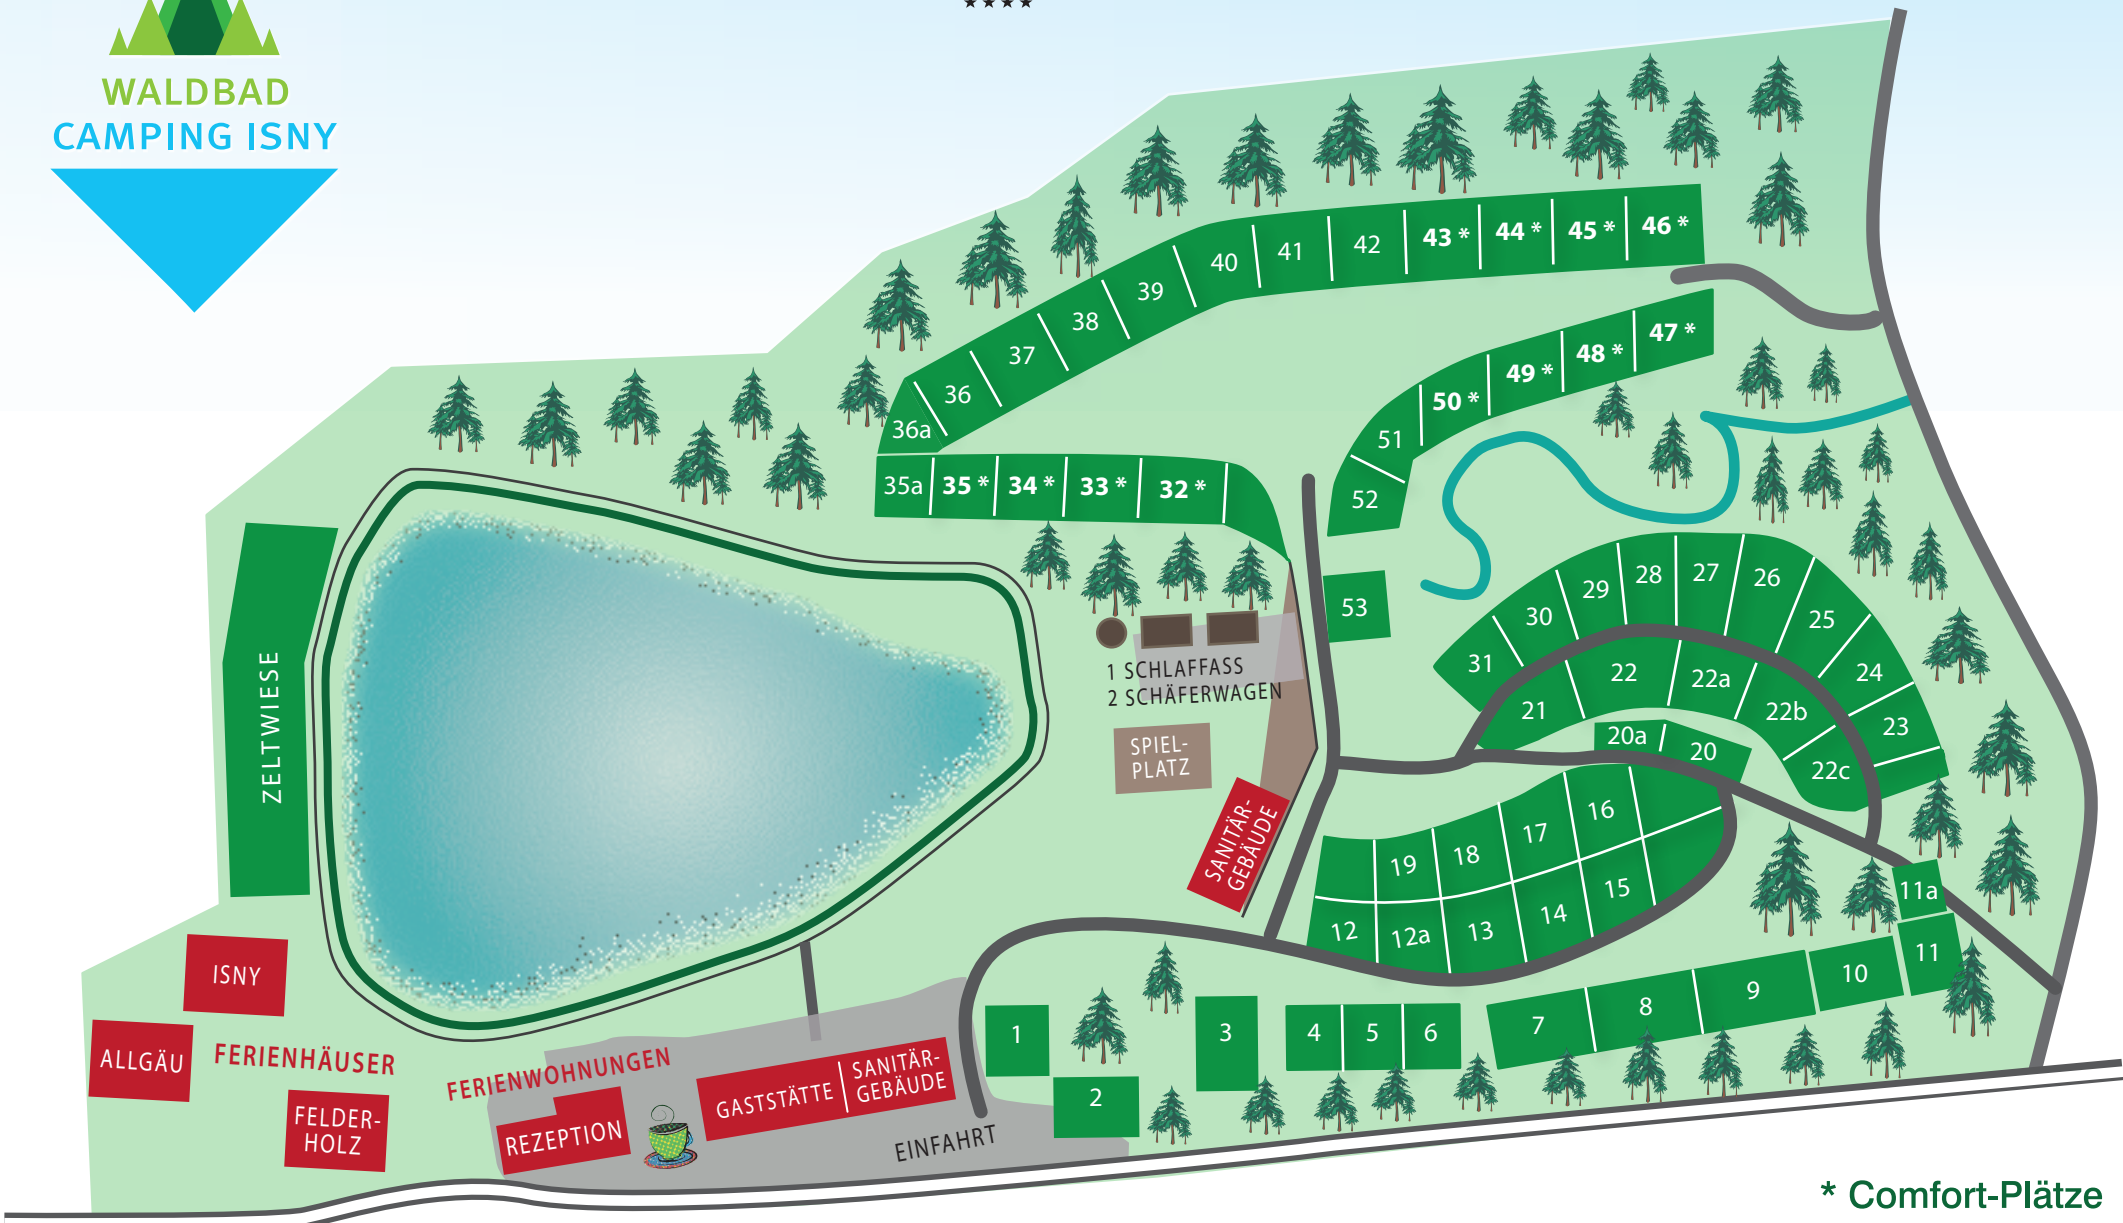 ★★★★
WALDBAD
CAMPING ISNY
46 *
45 *
44 *
43 *
42
41
40
39
38
37
36
36a
35a
35 *
34 *
33 *
32 *
47 *
48 *
49 *
50 *
51
52
53
31
30
29
28
27
26
25
24
23
21
22
22a
22b
22c
20a
20
ZELTWIESE
1 SCHLAFFASS
2 SCHÄFERWAGEN
SPIEL-
PLATZ
SANITÄR-
GEBÄUDE
19
18
17
16
12
12a
13
14
15
11a
11
10
9
8
7
6
5
4
3
2
1
ISNY
ALLGÄU
FERIENHÄUSER
FELDER-
HOLZ
FERIENWOHNUNGEN
REZEPTION
GASTSTÄTTE
SANITÄR-
GEBÄUDE
EINFAHRT
* Comfort-Plätze